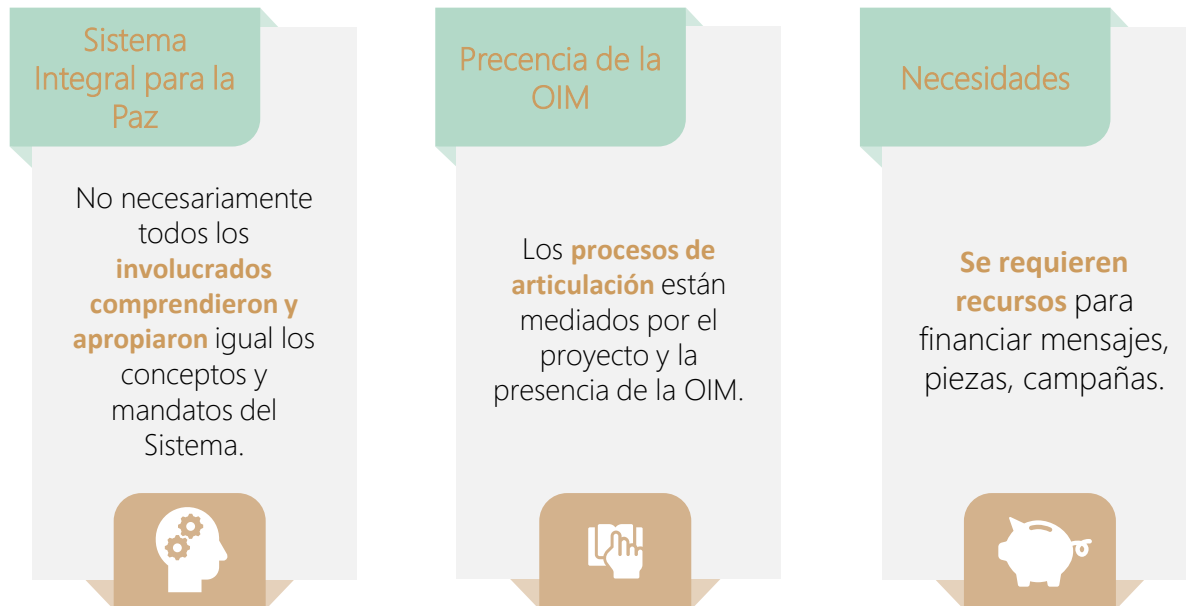 Sistema
Integral para la
Paz
No necesariamente
todos los
involucrados
comprendieron y
apropiaron igual los
conceptos y
mandatos del
Sistema.
Precencia de la
OIM
Los procesos de
articulación están
mediados por el
proyecto y la
presencia de la OIM.
Necesidades
Se requieren
recursos para
financiar mensajes,
piezas, campañas.